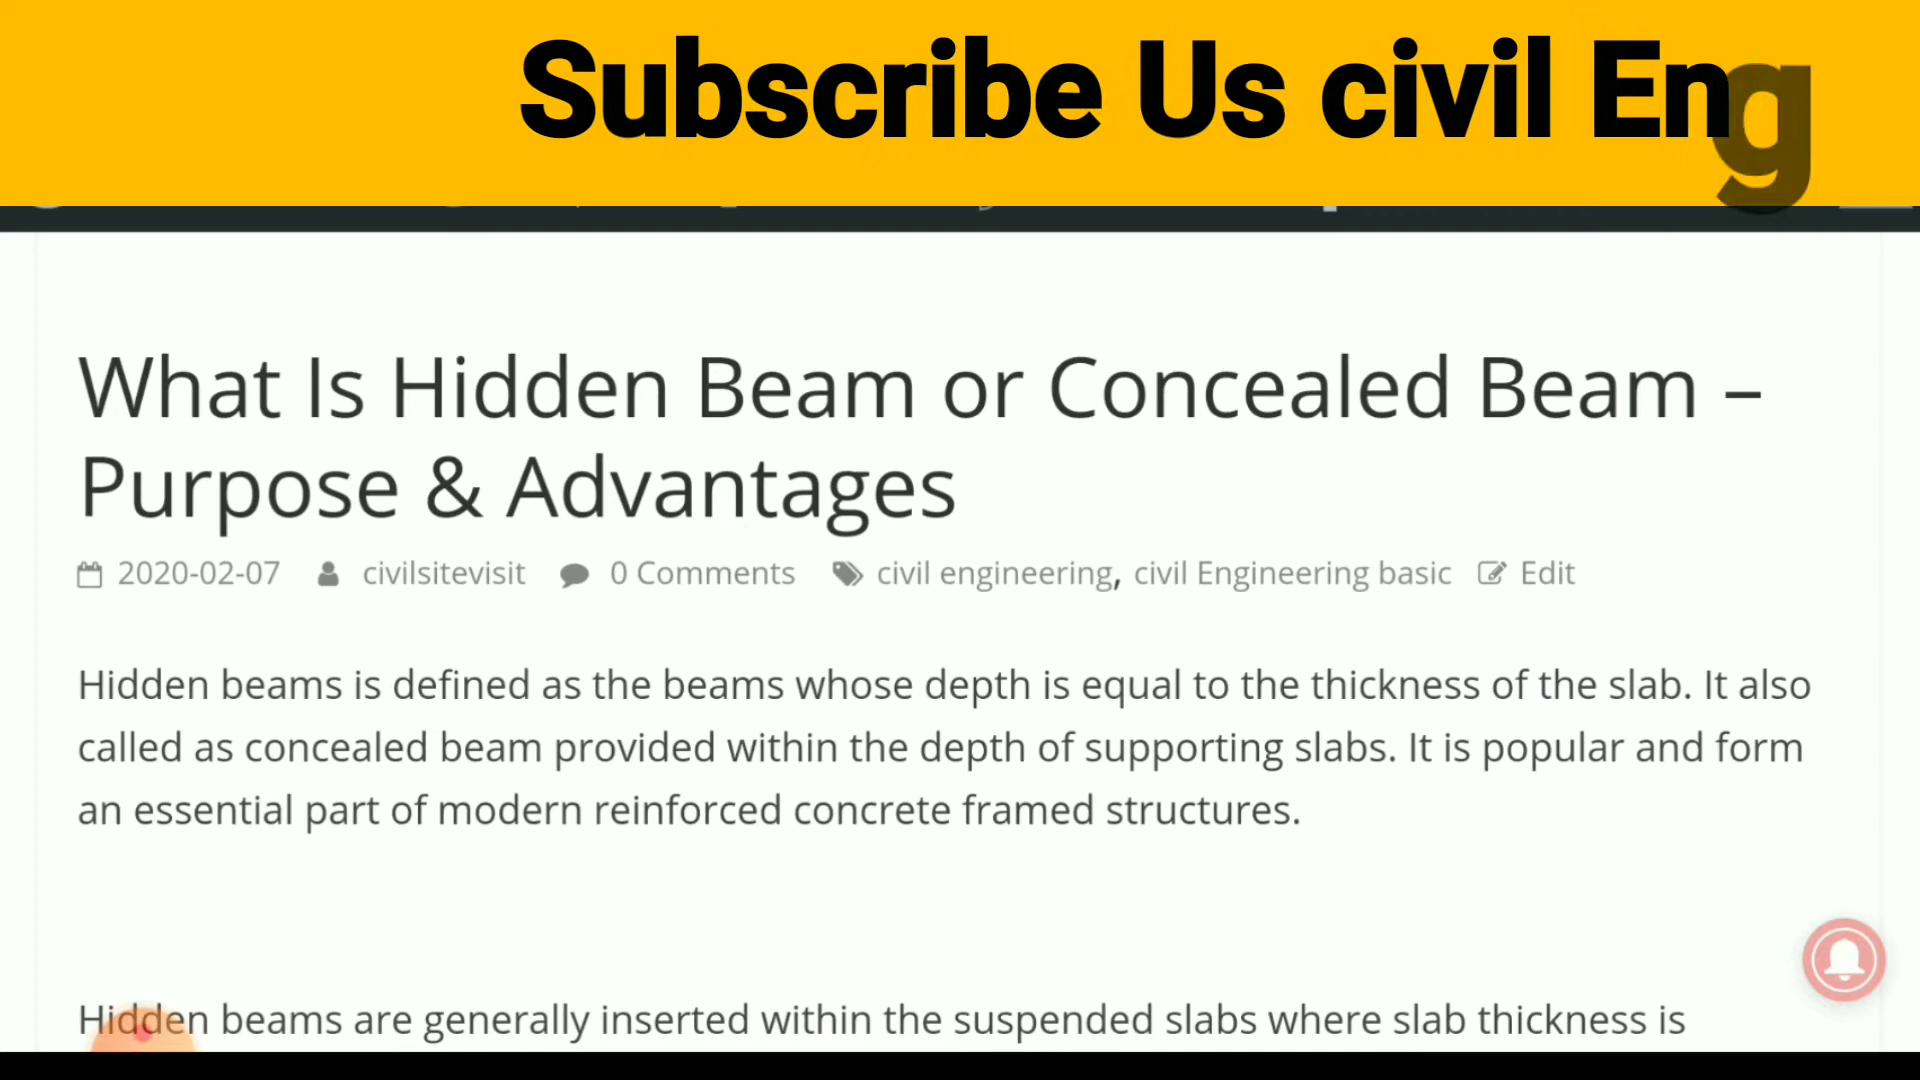 Subscribe Us civil Eng
What Is Hidden Beam or Concealed Beam –
Purpose & Advantages
2020-02-07 civilsitevisit 0 Comments civil engineering, civil Engineering basic Edit
Hidden beams is defined as the beams whose depth is equal to the thickness of the slab. It also
called as concealed beam provided within the depth of supporting slabs. It is popular and form
an essential part of modern reinforced concrete framed structures.
Hidden beams are generally inserted within the suspended slabs where slab thickness is